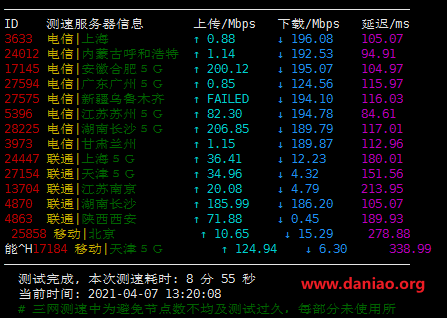 ID 测速服务器信息 上传/Mbps 下载/Mbps 延迟/ms
3633 电信|上海 ↑ 0.88 ↓ 196.08 105.07
24012 电信|内蒙古呼和浩特 ↑ 1.14 ↓ 192.53 94.91
17145 电信|安徽合肥５Ｇ ↑ 200.12 ↓ 195.07 104.97
27594 电信|广东广州５Ｇ ↑ 0.85 ↓ 124.56 115.97
27575 电信|新疆乌鲁木齐 ↑ FAILED ↓ 194.10 116.03
5396 电信|江苏苏州５Ｇ ↑ 82.30 ↓ 194.78 84.61
28225 电信|湖南长沙５Ｇ ↑ 206.85 ↓ 189.79 117.01
3973 电信|甘肃兰州 ↑ 1.15 ↓ 189.87 112.96
24447 联通|上海５Ｇ ↑ 36.41 ↓ 12.23 180.01
27154 联通|天津５Ｇ ↑ 34.96 ↓ 4.32 151.56
13704 联通|江苏南京 ↑ 20.08 ↓ 4.79 213.95
4870 联通|湖南长沙 ↑ 185.99 ↓ 186.20 105.07
4863 联通|陕西西安 ↑ 71.88 ↓ 0.45 189.93
25858 移动|北京 ↑ 10.65 ↓ 15.29 278.88
能^H17184 移动|天津５Ｇ ↑ 124.94 ↓ 6.30 338.99
测试完成, 本次测速耗时: 8 分 55 秒
www.daniao.org
当前时间: 2021-04-07 13:20:08
# 三网测速中为避免节点数不均及测试过久，每部分未使用所